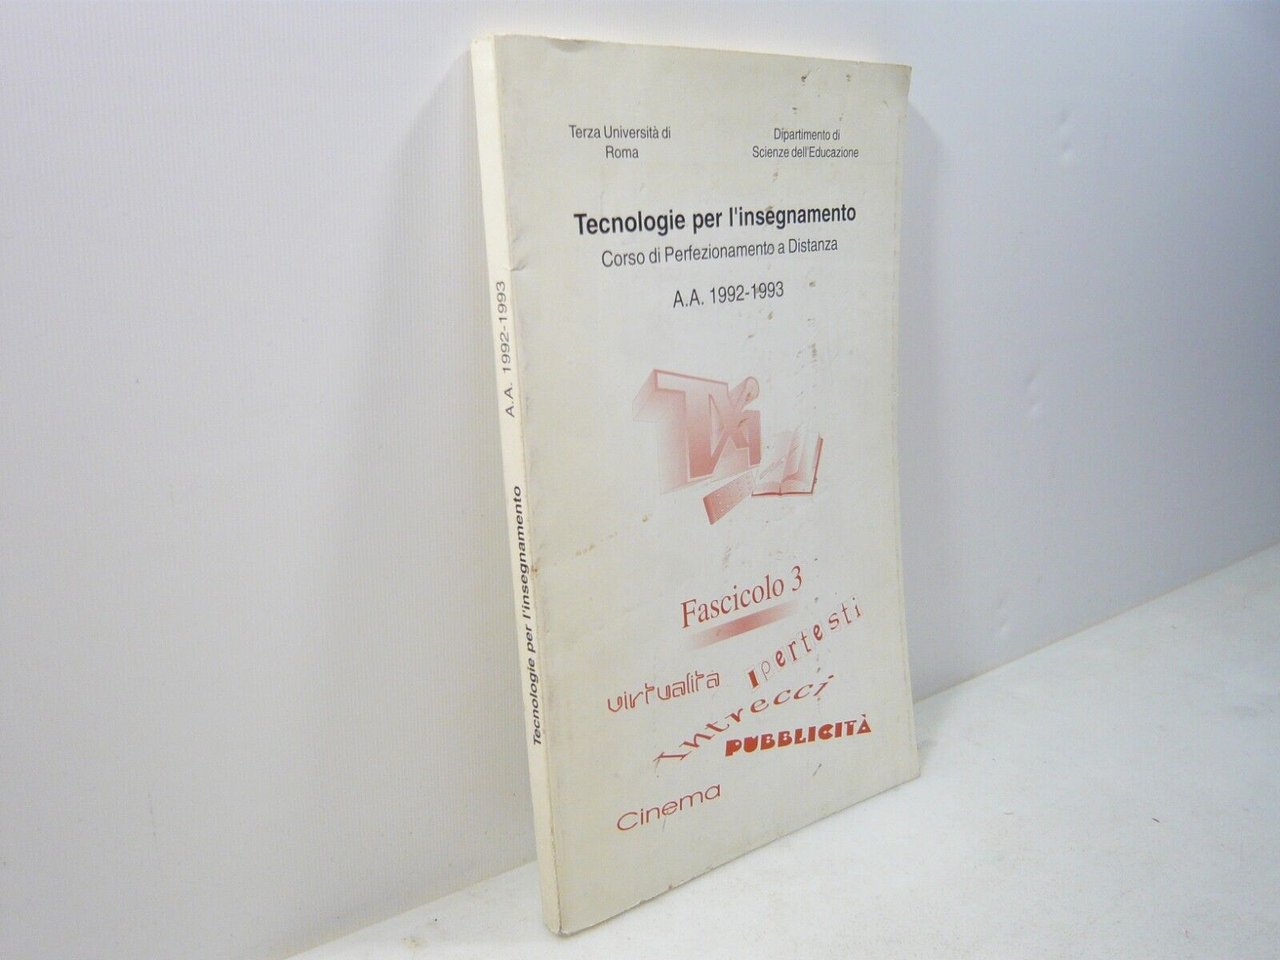 Terza Università di
Roma
Dipartimento di
Scienze dell'Educazione
Tecnologie per l'insegnamento
Corso di Perfezionamento a Distanza
A.A. 1992-1993
Fascicolo 3
virtualità
Ipertesti
Intrecci
PUBBLICITÀ
Cinema
Tecnologie per l'insegnamento A.A. 1992-1993